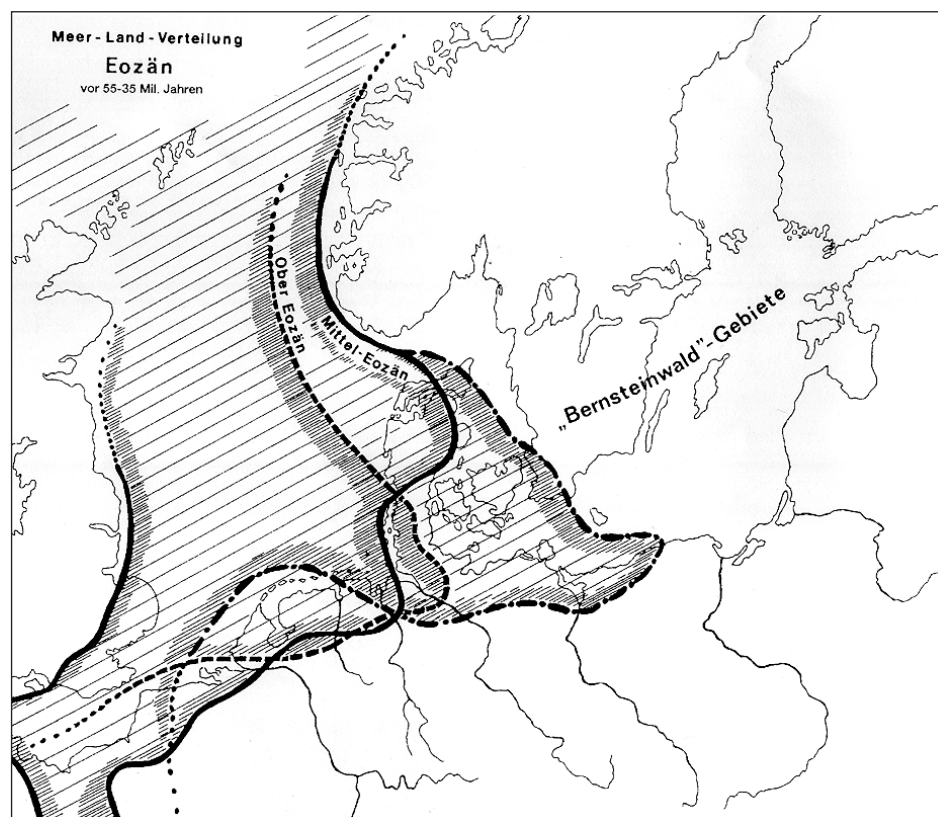 Meer-Land-Verteilung
Eozän
vor 55-35 Mil. Jahren
Ober Eozän
Mittel-Eozän
„Bernsteinwald"-Gebiete